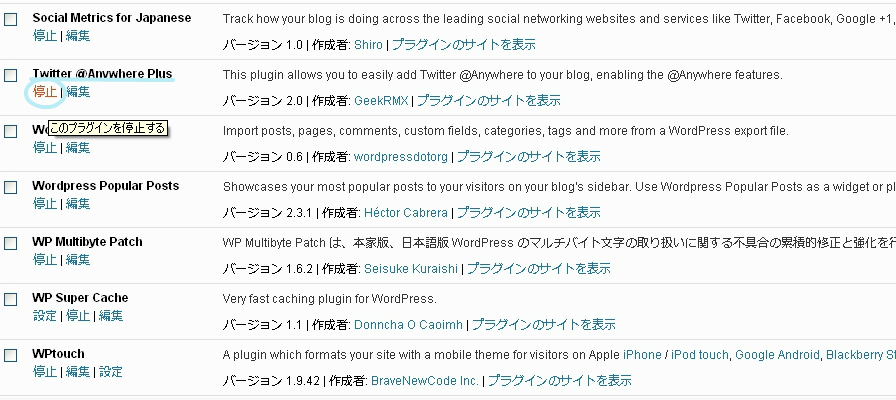 Social Metrics for Japanese
Track how your blog is doing across the leading social networking websites and services like Twitter, Facebook, Google +1,
停止 | 編集
バージョン 1.0 | 作成者: Shiro | プラグインのサイトを表示
Twitter @Anywhere Plus
This plugin allows you to easily add Twitter @Anywhere to your blog, enabling the @Anywhere features.
停止 | 編集
バージョン 2.0 | 作成者: GeekRMX | プラグインのサイトを表示
このプラグインを停止する
Import posts, pages, comments, custom fields, categories, tags and more from a WordPress export file.
停止 | 編集
バージョン 0.6 | 作成者: wordpressdotorg | プラグインのサイトを表示
Wordpress Popular Posts
Showcases your most popular posts to your visitors on your blog's sidebar. Use Wordpress Popular Posts as a widget or
停止 | 編集
バージョン 2.3.1 | 作成者: Héctor Cabrera | プラグインのサイトを表示
WP Multibyte Patch
WP Multibyte Patch は、本家版、日本語版 WordPress のマルチバイト文字の取り扱いに関する不具合の累積的修正と強化を
停止 | 編集
バージョン 1.6.2 | 作成者: Seisuke Kuraishi | プラグインのサイトを表示
WP Super Cache
Very fast caching plugin for WordPress.
設定 | 停止 | 編集
バージョン 1.1 | 作成者: Donncha O Caoimh | プラグインのサイトを表示
WPtouch
A plugin which formats your site with a mobile theme for visitors on Apple iPhone / iPod touch, Google Android, Blackberry
停止 | 編集 | 設定
バージョン 1.9.42 | 作成者: BraveNewCode Inc. | プラグインのサイトを表示